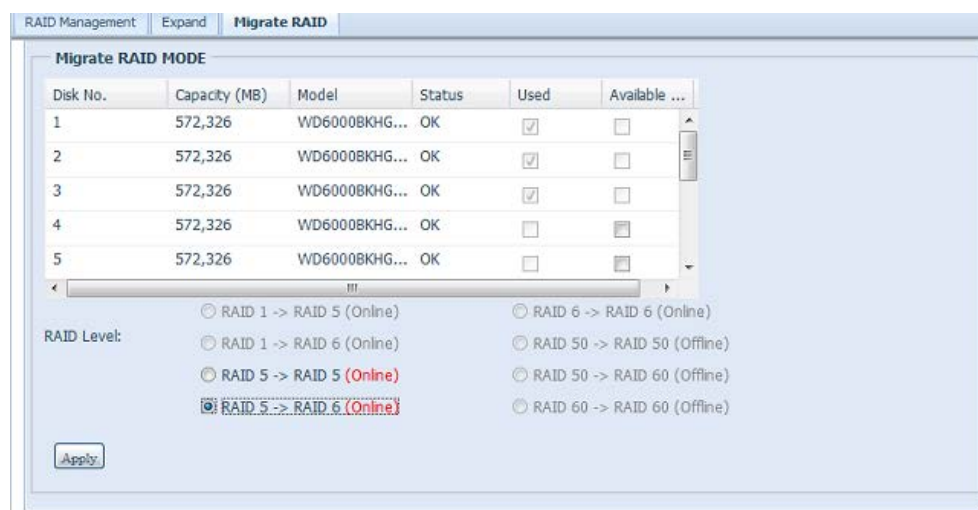 RAID Management Expand Migrate RAID
Migrate RAID MODE
Disk No. Capacity (MB) Model Status Used Available ...
1 572,326 WD6000BKHG... OK
2 572,326 WD6000BKHG... OK
3 572,326 WD6000BKHG... OK
4 572,326 WD6000BKHG... OK
5 572,326 WD6000BKHG... OK
RAID Level:
RAID 1 -> RAID 5 (Online) RAID 6 -> RAID 6 (Online)
RAID 1 -> RAID 6 (Online) RAID 50 -> RAID 50 (Offline)
RAID 5 -> RAID 5 (Online) RAID 50 -> RAID 60 (Offline)
RAID 5 -> RAID 6 (Online) RAID 60 -> RAID 60 (Offline)
Apply